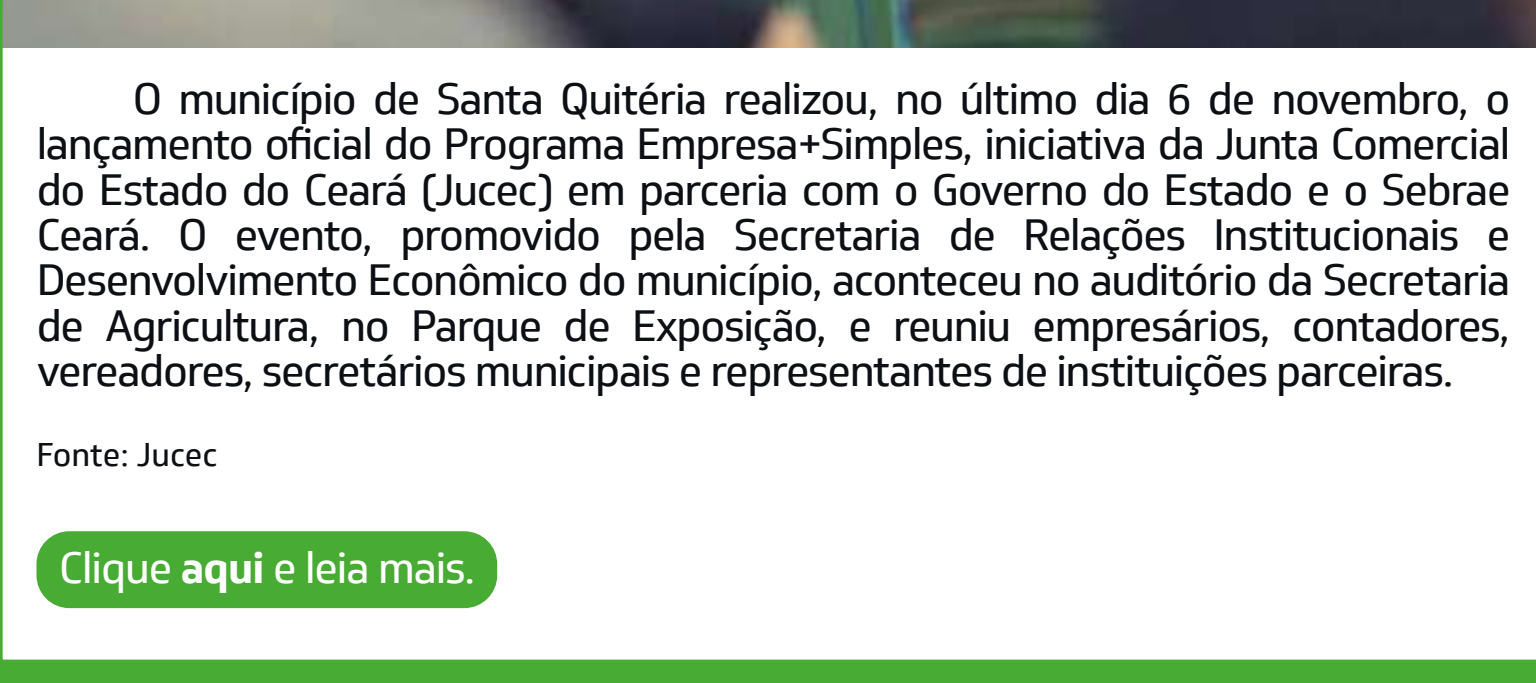 O município de Santa Quitéria realizou, no último dia 6 de novembro, o
lançamento oficial do Programa Empresa+Simples, iniciativa da Junta Comercial
do Estado do Ceará (Jucec) em parceria com o Governo do Estado e o Sebrae
Ceará. O evento, promovido pela Secretaria de Relações Institucionais e
Desenvolvimento Econômico do município, aconteceu no auditório da Secretaria
de Agricultura, no Parque de Exposição, e reuniu empresários, contadores,
vereadores, secretários municipais e representantes de instituições parceiras.
Fonte: Jucec
Clique aqui e leia mais.